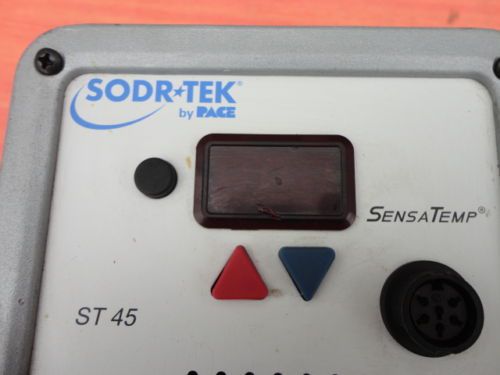 SODR★TEK®
by PACE
SENSATEMP®
ST 45